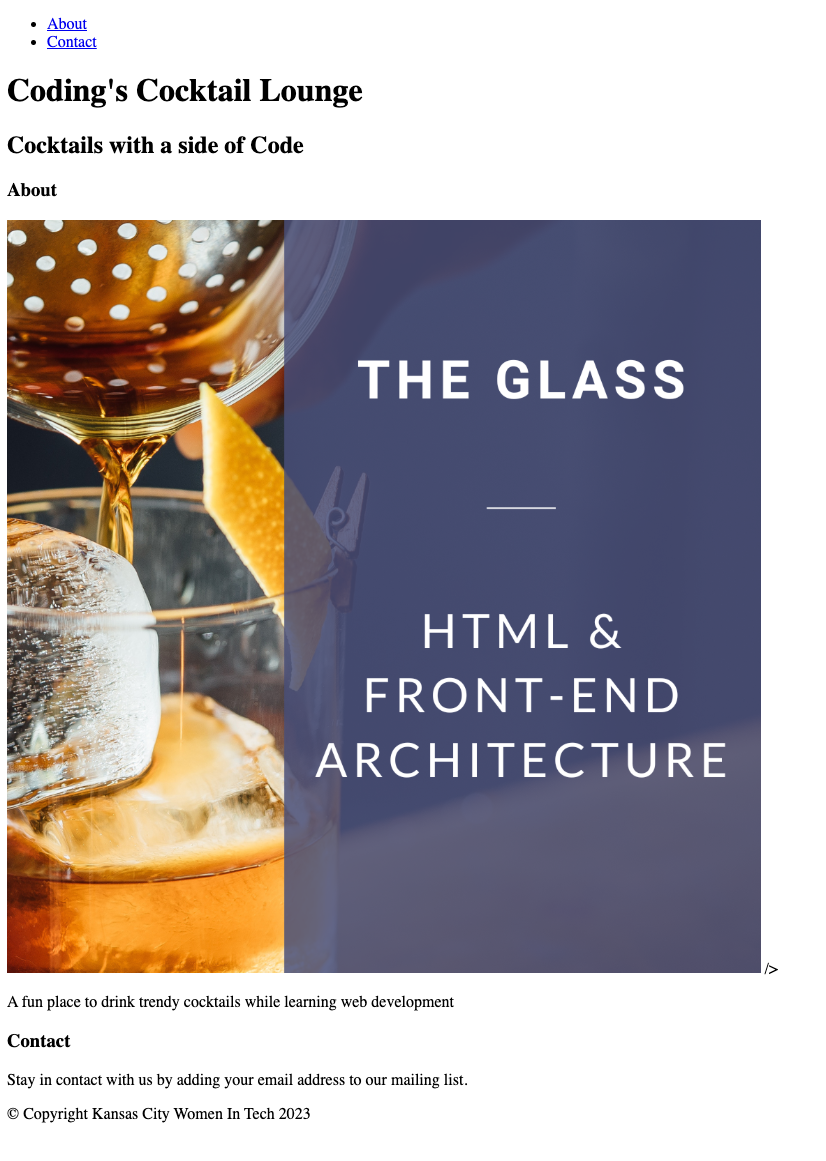 About
Contact
Coding's Cocktail Lounge
Cocktails with a side of Code
About
THE GLASS
HTML &
FRONT-END
ARCHITECTURE
/>
A fun place to drink trendy cocktails while learning web development
Contact
Stay in contact with us by adding your email address to our mailing list.
© Copyright Kansas City Women In Tech 2023